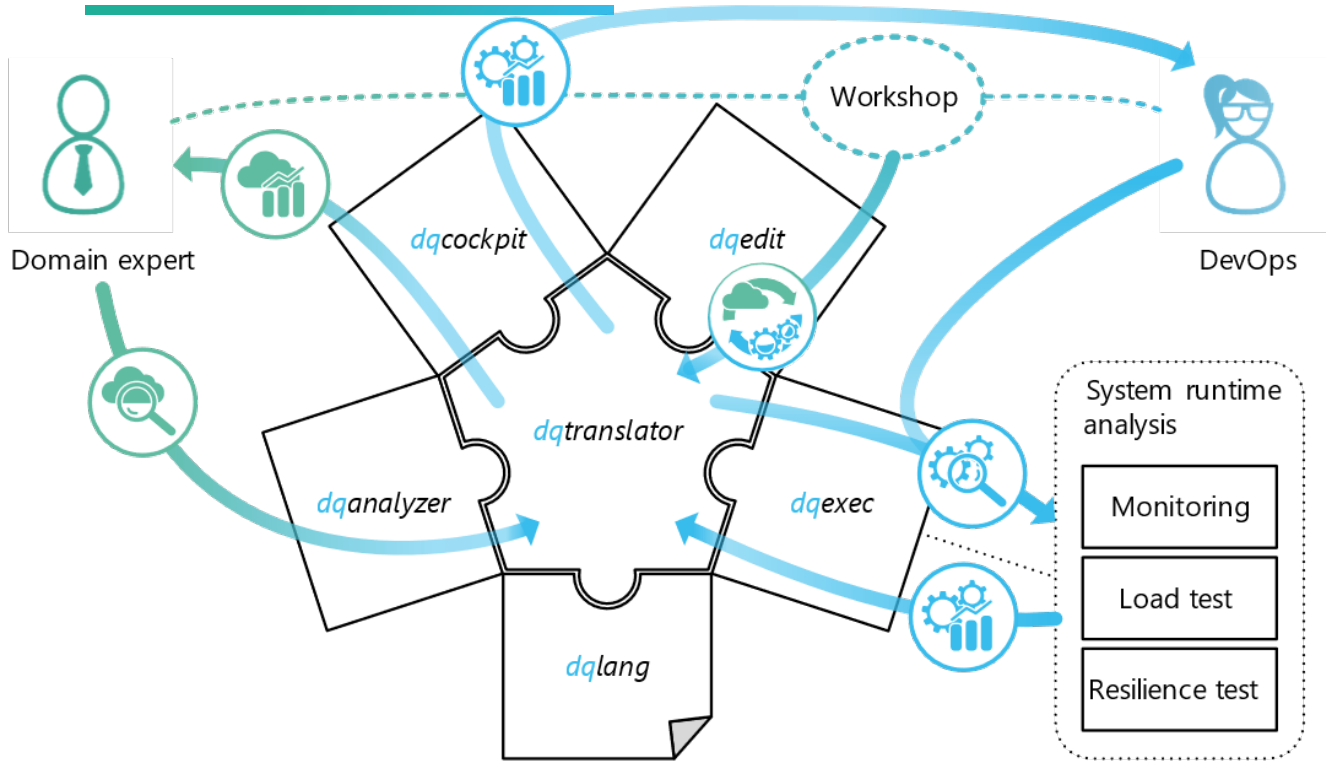 Workshop
Domain expert
DevOps
dqcockpit
dqedit
dqtranslator
dqanalyzer
dqexec
dqlang
System runtime
analysis
Monitoring
Load test
Resilience test